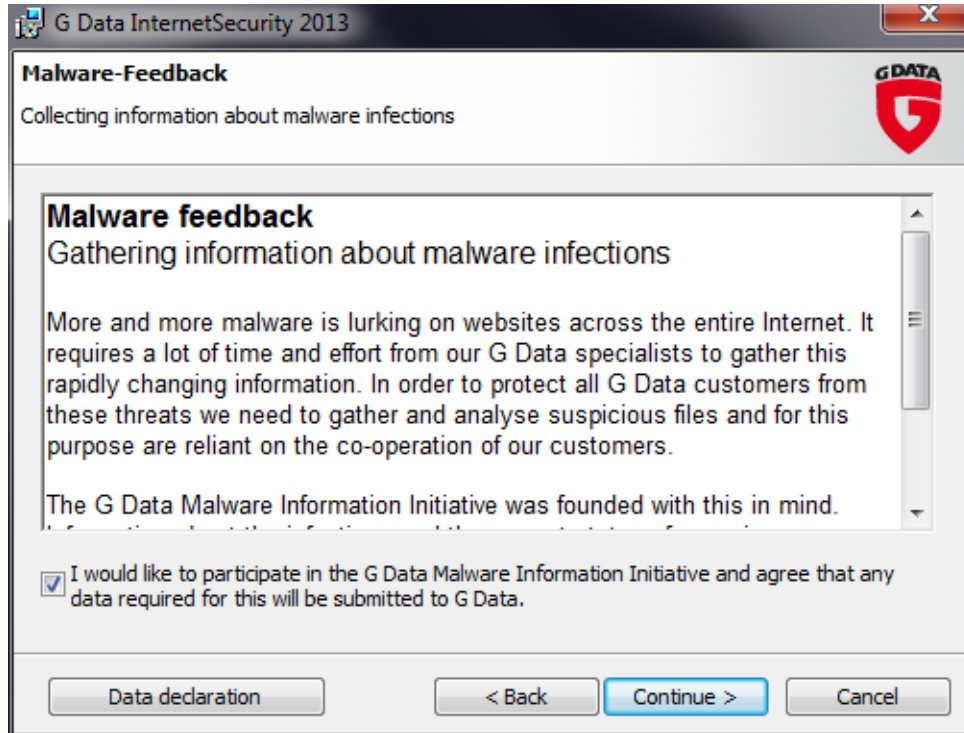 G Data InternetSecurity 2013
Malware-Feedback
Collecting information about malware infections
G DATA
Malware feedback
Gathering information about malware infections
More and more malware is lurking on websites across the entire Internet. It
requires a lot of time and effort from our G Data specialists to gather this
rapidly changing information. In order to protect all G Data customers from
these threats we need to gather and analyse suspicious files and for this
purpose are reliant on the co-operation of our customers.
The G Data Malware Information Initiative was founded with this in mind.
I would like to participate in the G Data Malware Information Initiative and agree that any
data required for this will be submitted to G Data.
Data declaration
< Back
Continue >
Cancel